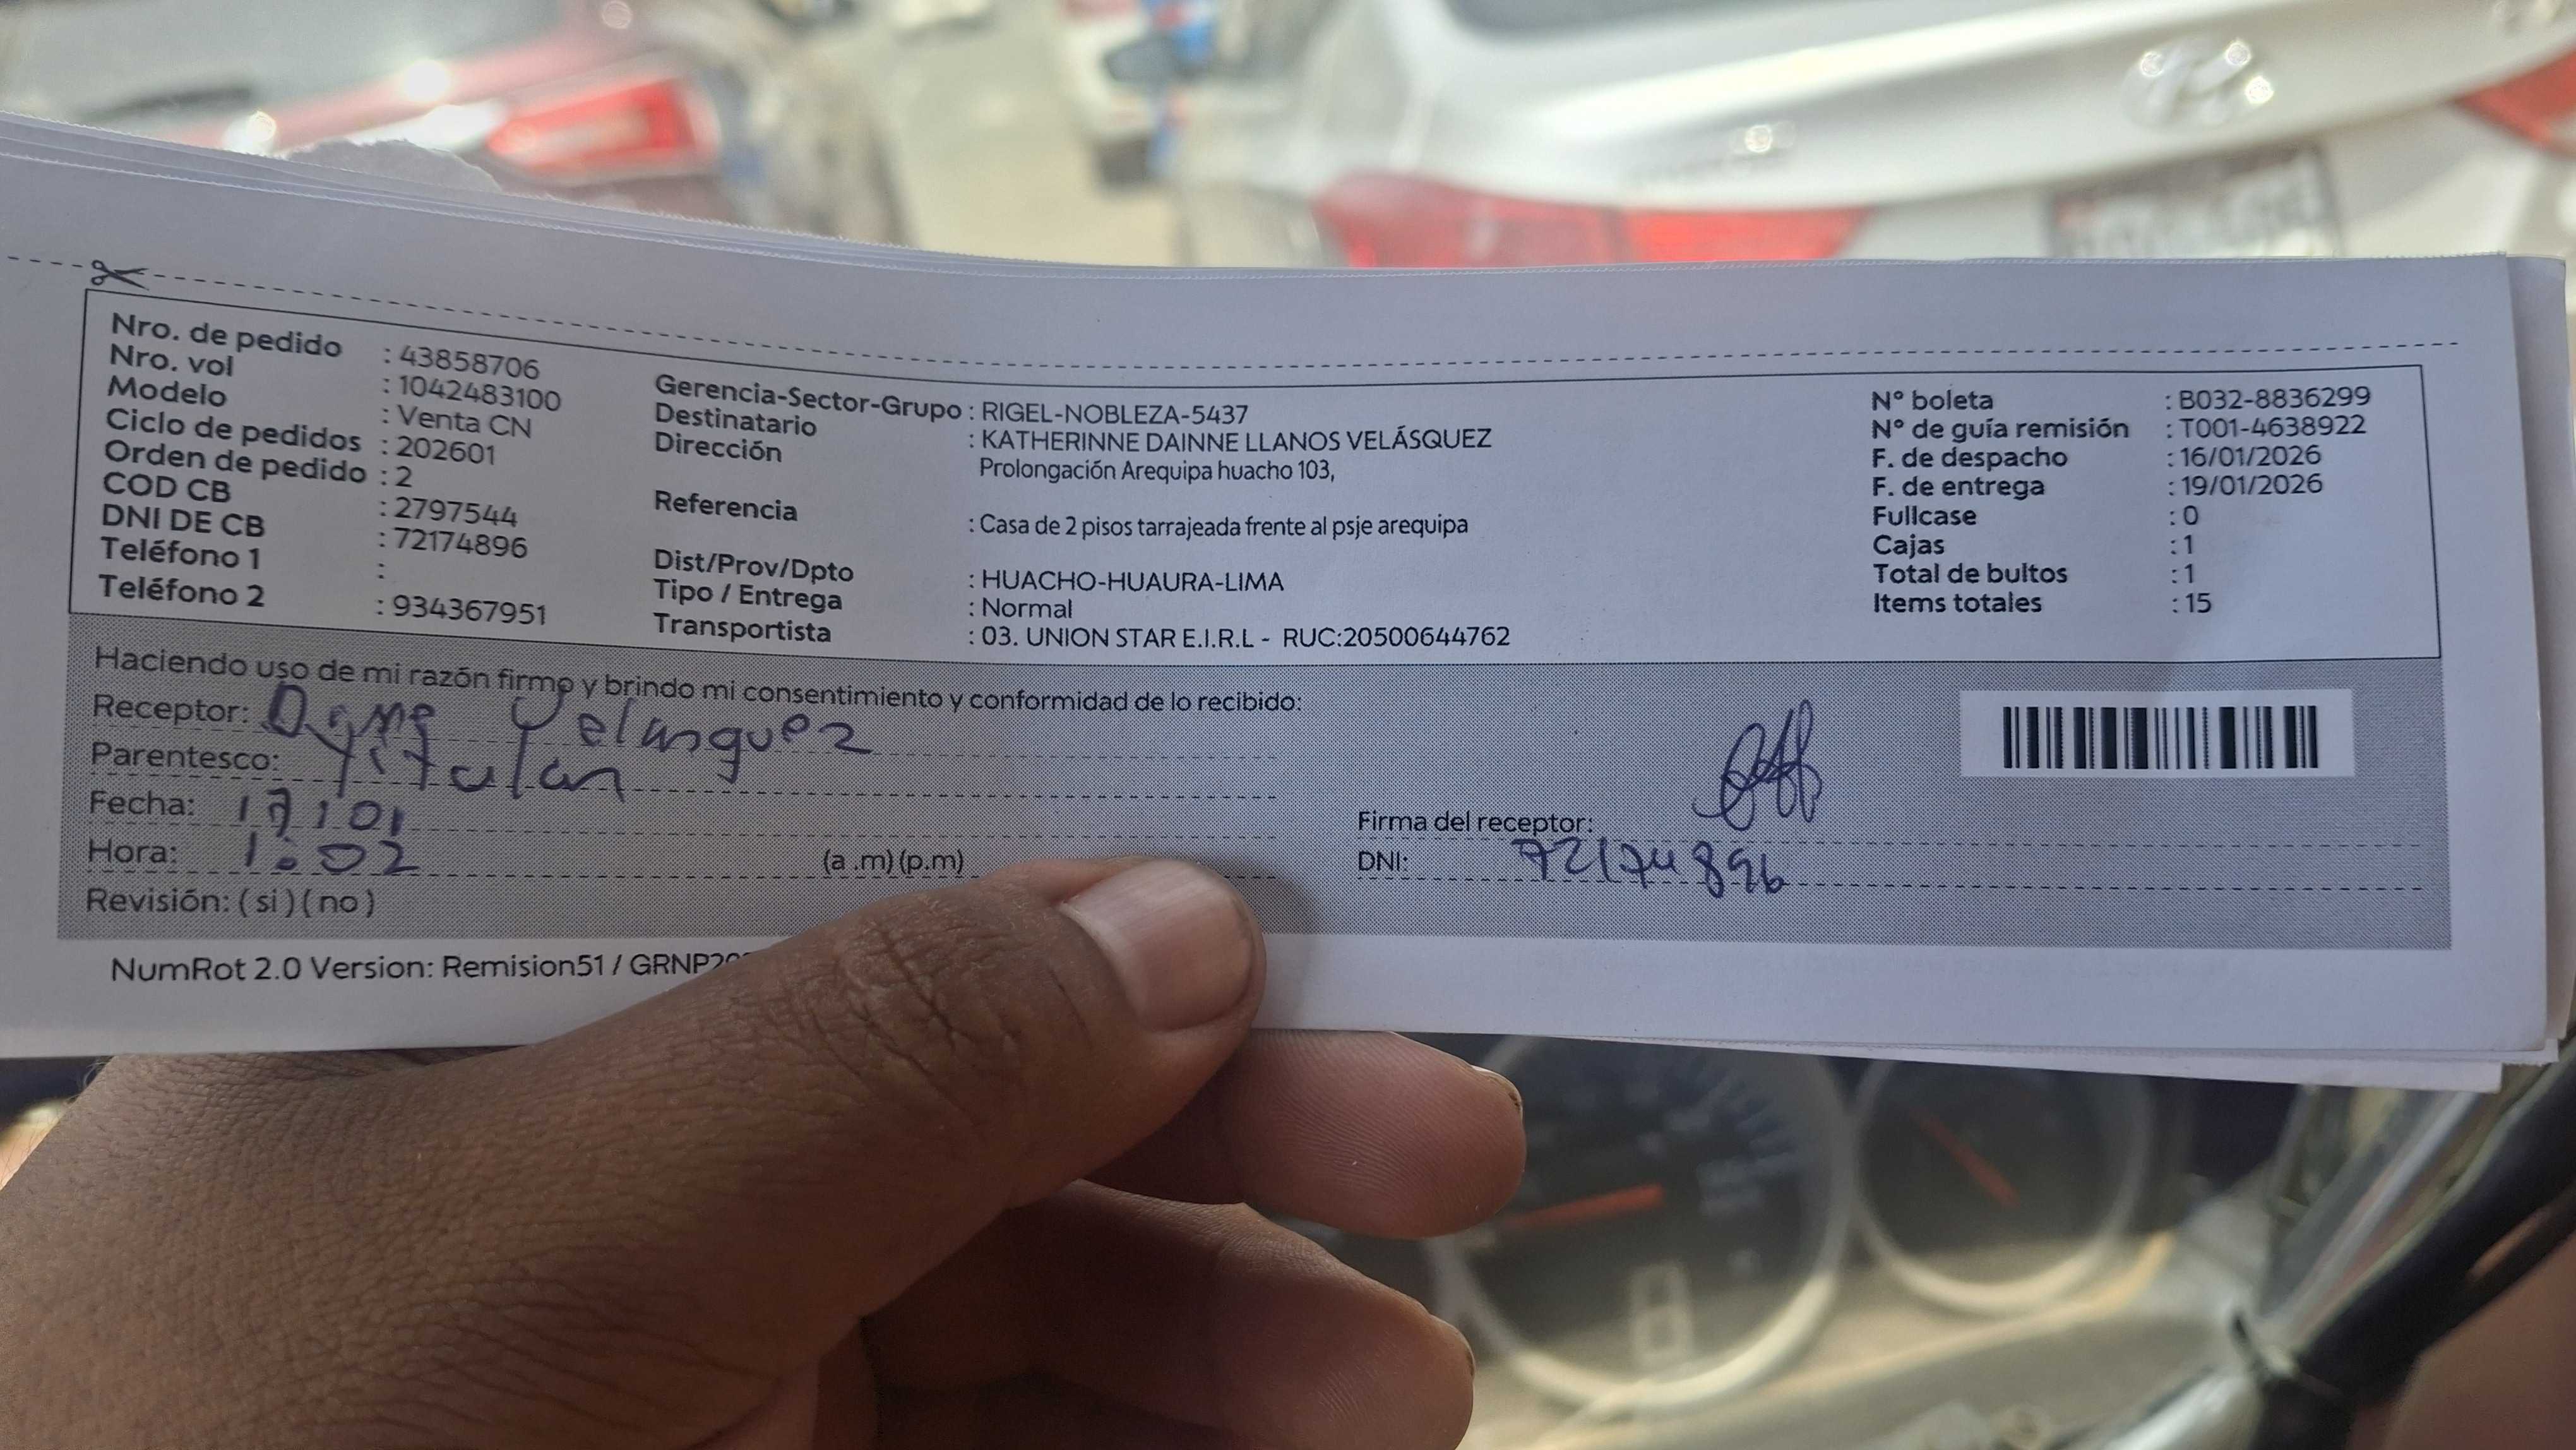 Nro. de pedido : 43858706
Nro. vol : 1042483100
Modelo : Venta CN
Ciclo de pedidos : 202601
Orden de pedido : 2
COD CB : 2797544
DNI DE CB : 72174896
Teléfono 1 :
Teléfono 2 : 934367951
Gerencia-Sector-Grupo : RIGEL-NOBLEZA-5437
Destinatario : KATHERINNE DAINNE LLANOS VELÁSQUEZ
Dirección Prolongación Arequipa huacho 103,
Referencia : Casa de 2 pisos tarrajeada frente al psje arequipa
Dist/Prov/Dpto : HUACHO-HUAURA-LIMA
Tipo / Entrega : Normal
Transportista : 03. UNION STAR E.I.R.L - RUC:20500644762
N° boleta : B032-8836299
N° de guía remisión : T001-4638922
F. de despacho : 16/01/2026
F. de entrega : 19/01/2026
Fullcase : 0
Cajas : 1
Total de bultos : 1
Items totales : 15
Haciendo uso de mi razón firmo y brindo mi consentimiento y conformidad de lo recibido:
Receptor: Velasquez
Parentesco: Titular
Fecha: 17/01
Hora: 1:02 (a .m) (p.m)
Revisión: ( si ) ( no )
Firma del receptor:
DNI: 72174896
NumRot 2.0 Version: Remision51 / GRNP20